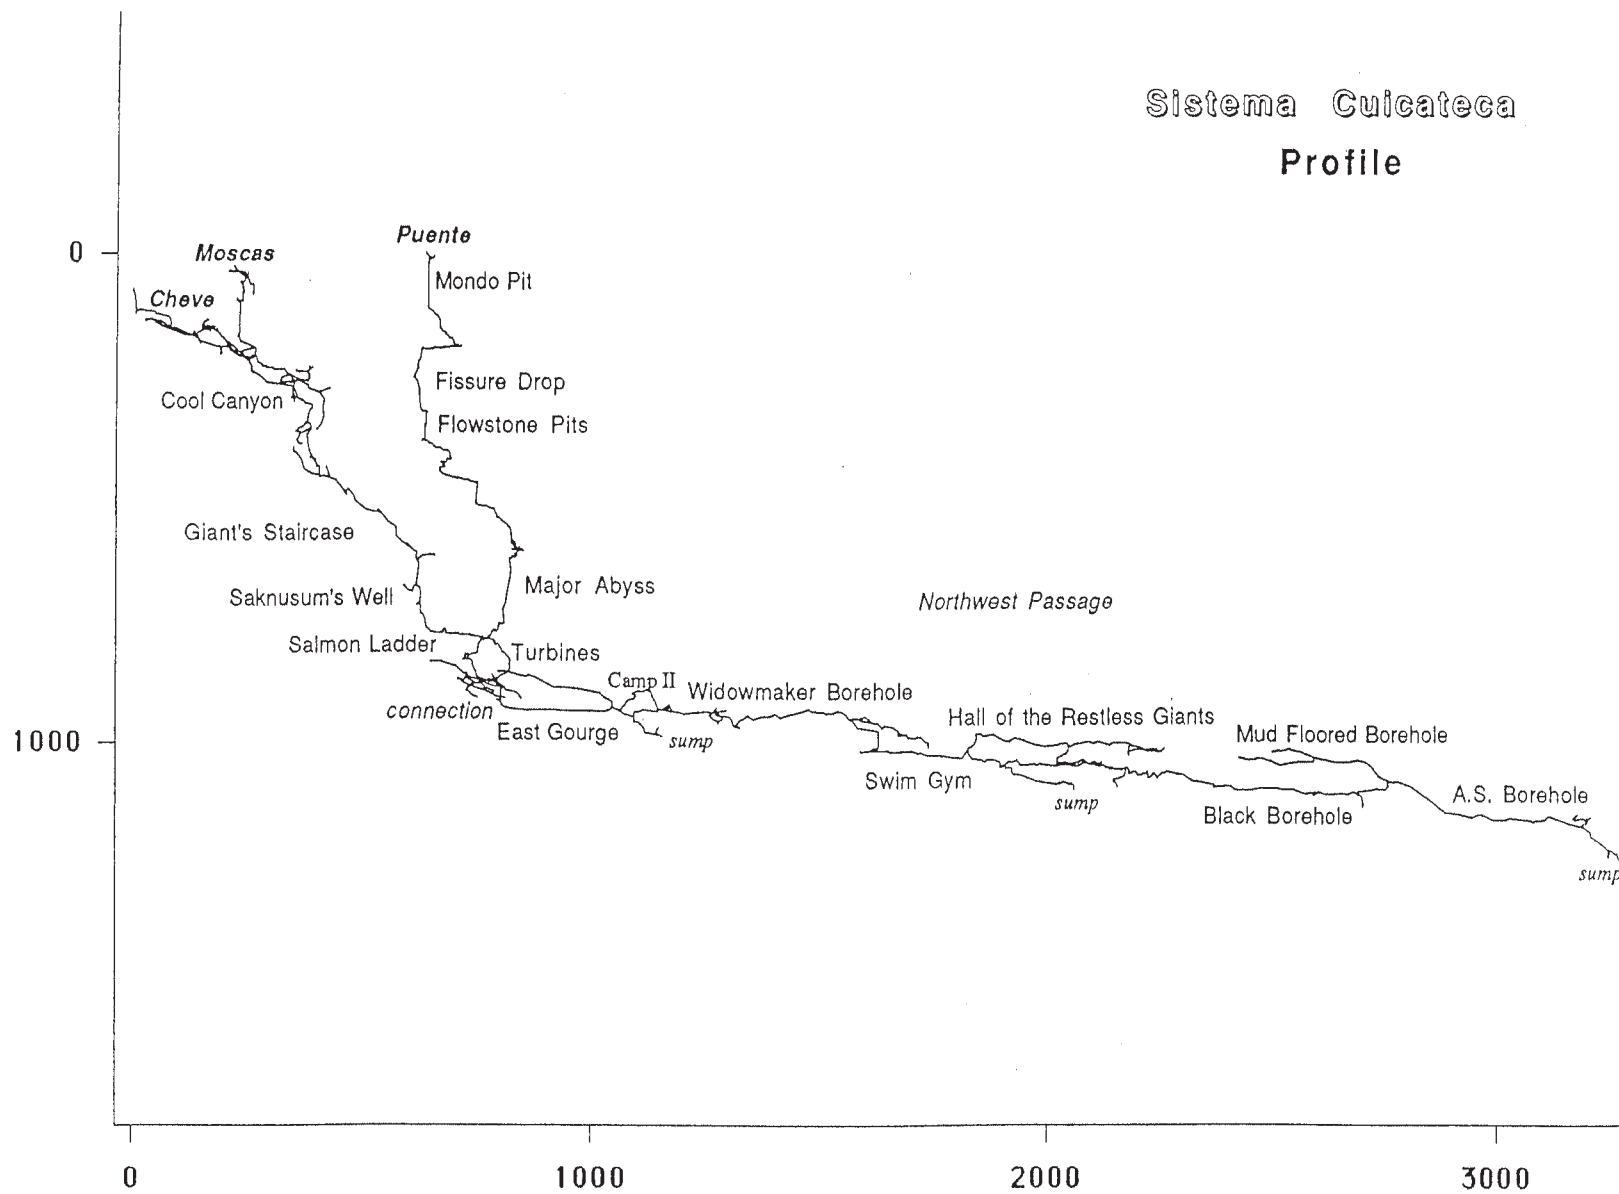 Sistema Cuicateca
Profile
0
Moscas
Puente
Mondo Pit
Cheve
Fissure Drop
Cool Canyon
Flowstone Pits
Giant's Staircase
Major Abyss
Saknusum's Well
Northwest Passage
Salmon Ladder
Turbines
Camp II
Widowmaker Borehole
connection
East Gourge
sump
Hall of the Restless Giants
Mud Floored Borehole
1000
Swim Gym
sump
Black Borehole
A.S. Borehole
sump
0 1000 2000 3000